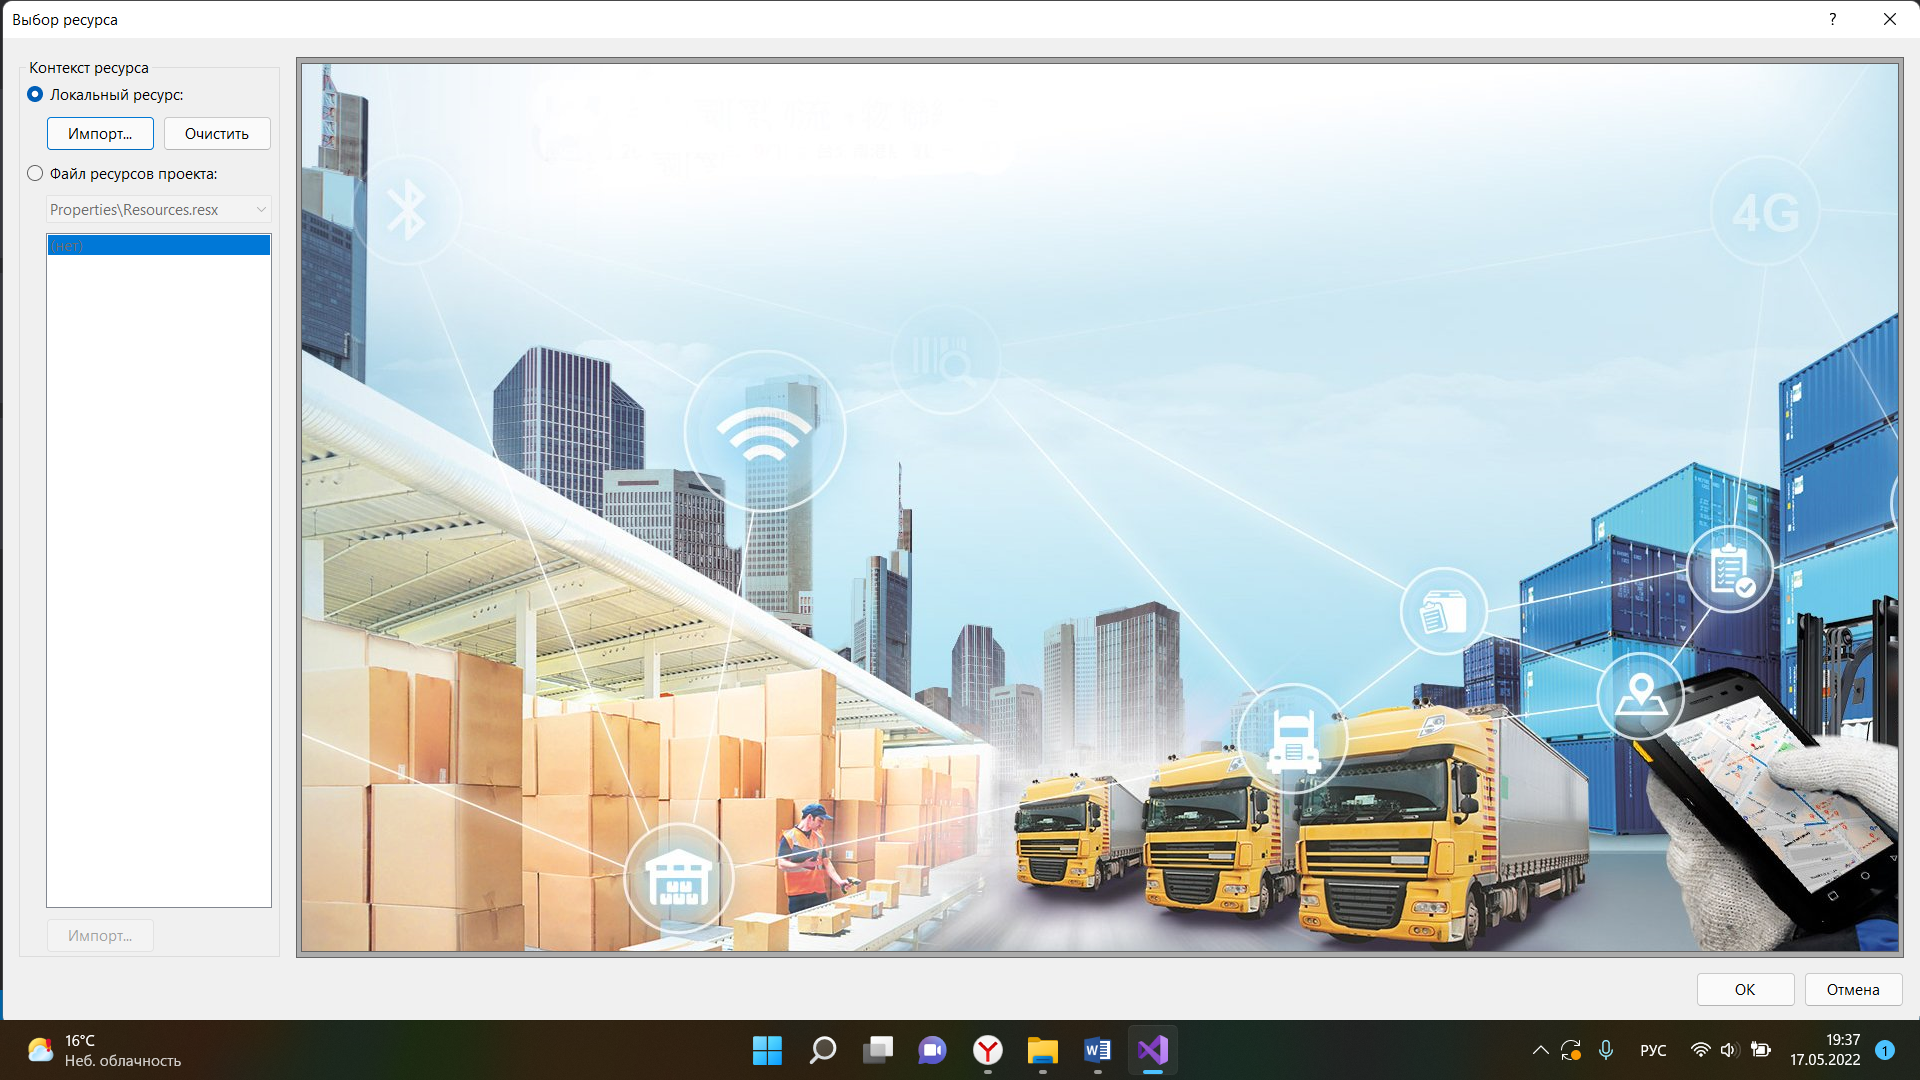 Выбор ресурса
?
Контекст ресурса
Локальный ресурс:
Импорт...
Очистить
Файл ресурсов проекта:
Properties\Resources.resx
(нет)
Импорт...
4G
ОК
Отмена
16°C
Неб. облачность
РУС
19:37
17.05.2022
1